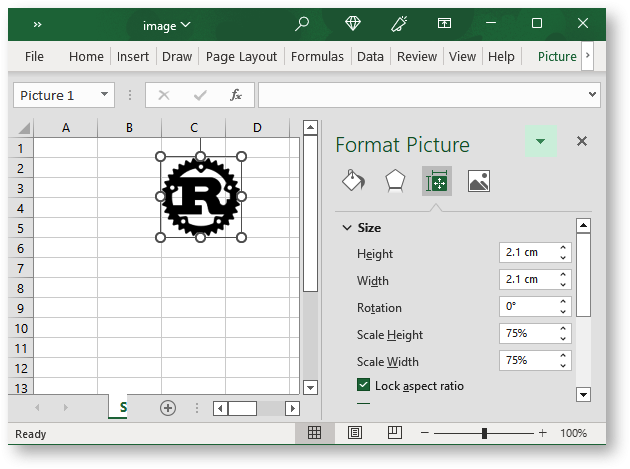 »
image
File Home Insert Draw Page Layout Formulas Data Review View Help Picture
Picture 1 fx
A B C D
1
2
3
4
5
6
7
8
9
10
11
12
13
R
Format Picture
Size
Height 2.1 cm
Width 2.1 cm
Rotation 0°
Scale Height 75%
Scale Width 75%
Lock aspect ratio
S
Ready 100%